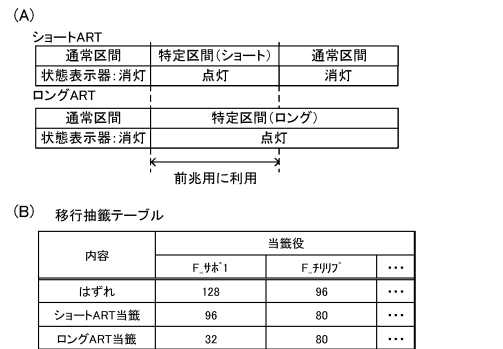 (A)
ショートART
通常区間 特定区間(ショート) 通常区間
状態表示器:消灯 点灯 消灯
ロングART
通常区間 特定区間(ロング)
状態表示器:消灯 点灯
前兆用に利用
(B) 移行抽籤テーブル
内容 当籤役
F_サボ1 F_チリリプ ・・・
はずれ 128 96 ・・・
ショートART当籤 96 80 ・・・
ロングART当籤 32 80 ・・・